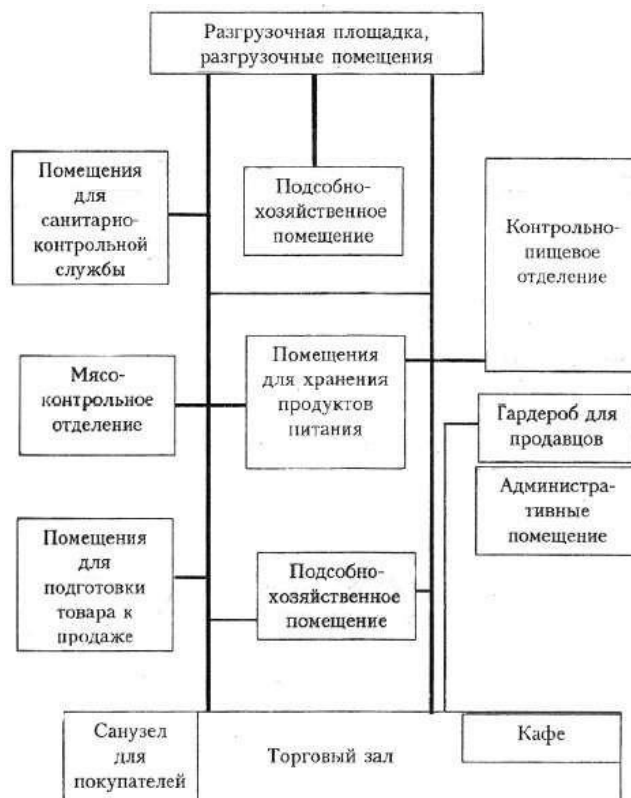 Разгрузочная площадка,
разгрузочные помещения
Помещения
для
санитарно-
контрольной
службы
Подсобно-
хозяйственное
помещение
Контрольно-
пищевое
отделение
Мясо-
контрольное
отделение
Помещения
для хранения
продуктов
питания
Гардероб для
продавцов
Административ-
тивные
помещение
Помещения
для
подготовки
товара к
продаже
Подсобно-
хозяйственное
помещение
Санузел
для
покупателей
Торговый зал
Кафе